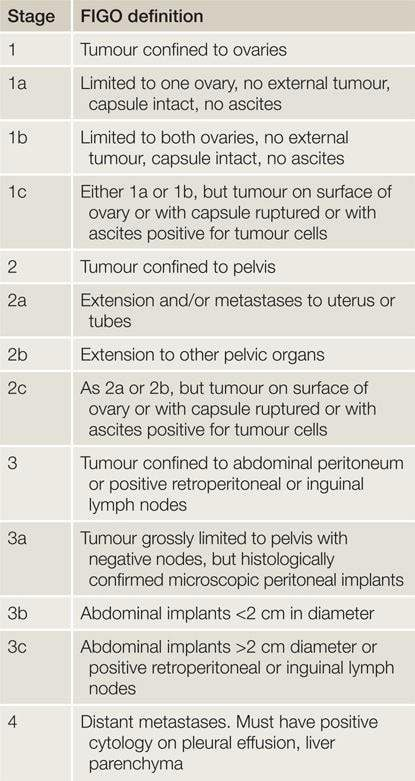 Stage FIGO definition
1 Tumour confined to ovaries
1a Limited to one ovary, no external tumour,
capsule intact, no ascites
1b Limited to both ovaries, no external
tumour, capsule intact, no ascites
1c Either 1a or 1b, but tumour on surface of
ovary or with capsule ruptured or with
ascites positive for tumour cells
2 Tumour confined to pelvis
2a Extension and/or metastases to uterus or
tubes
2b Extension to other pelvic organs
2c As 2a or 2b, but tumour on surface of
ovary or with capsule ruptured or with
ascites positive for tumour cells
3 Tumour confined to abdominal peritoneum
or positive retroperitoneal or inguinal
lymph nodes
3a Tumour grossly limited to pelvis with
negative nodes, but histologically
confirmed microscopic peritoneal implants
3b Abdominal implants <2 cm in diameter
3c Abdominal implants >2 cm diameter or
positive retroperitoneal or inguinal lymph
nodes
4 Distant metastases. Must have positive
cytology on pleural effusion, liver
parenchyma